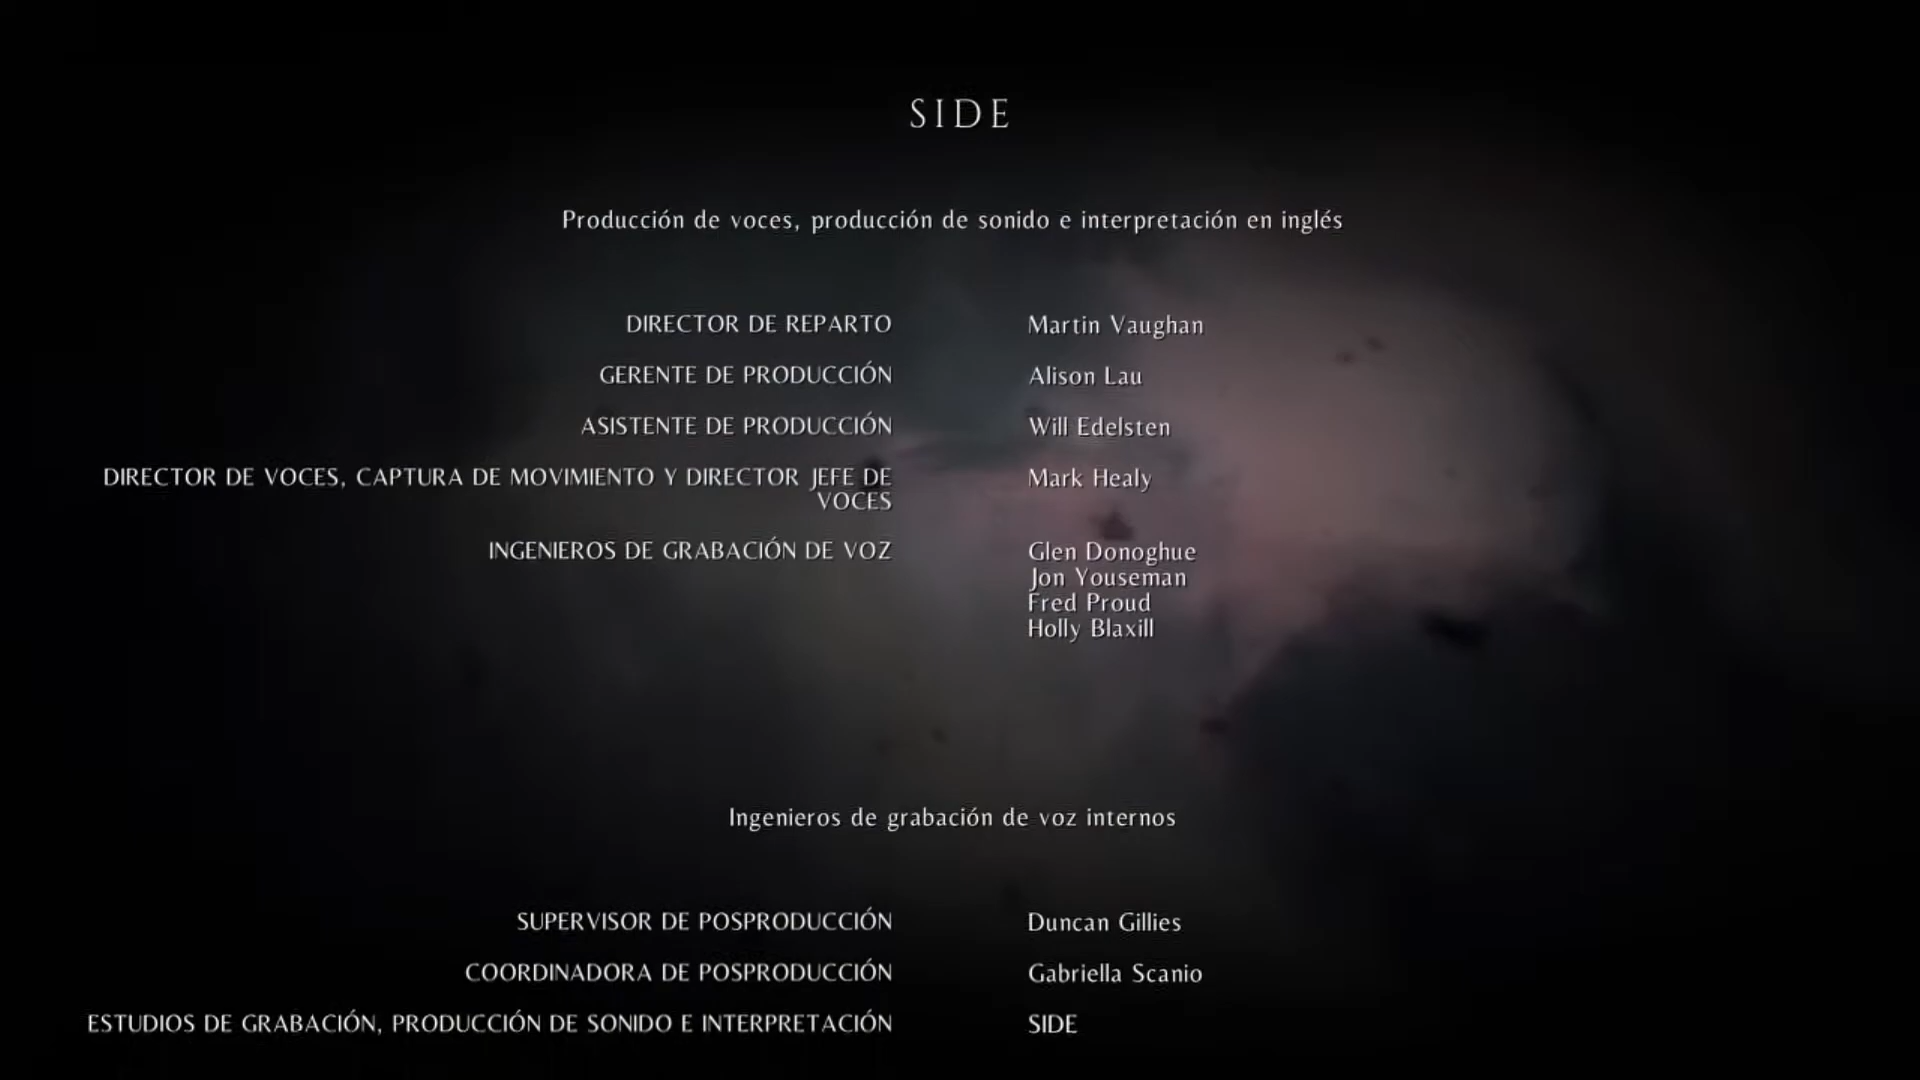 SIDE
Producción de voces, producción de sonido e interpretación en inglés
DIRECTOR DE REPARTO Martin Vaughan
GERENTE DE PRODUCCIÓN Alison Lau
ASISTENTE DE PRODUCCIÓN Will Edelsten
DIRECTOR DE VOCES, CAPTURA DE MOVIMIENTO Y DIRECTOR JEFE DE Mark Healy
VOCES
INGENIEROS DE GRABACIÓN DE VOZ Glen Donoghue
Jon Youseman
Fred Proud
Holly Blaxill
Ingenieros de grabación de voz internos
SUPERVISOR DE POSPRODUCCIÓN Duncan Gillies
COORDINADORA DE POSPRODUCCIÓN Gabriella Scanio
ESTUDIOS DE GRABACIÓN, PRODUCCIÓN DE SONIDO E INTERPRETACIÓN SIDE